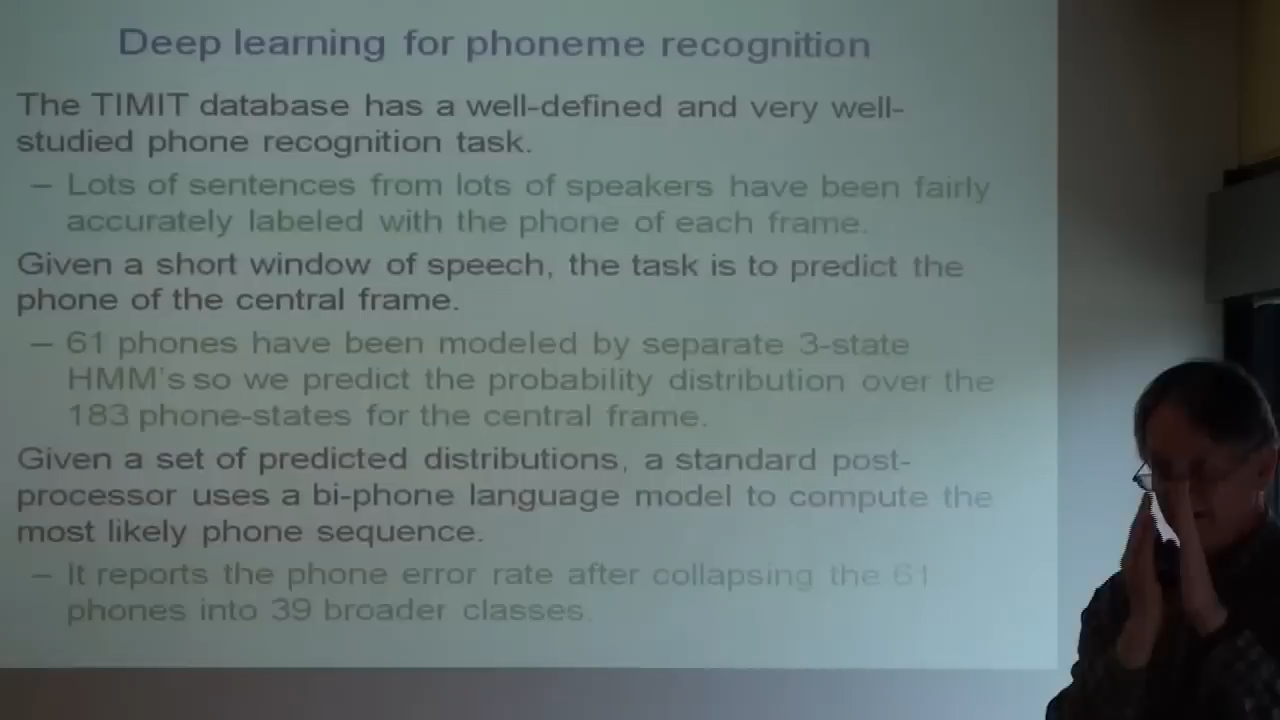 Deep learning for phoneme recognition
The TIMIT database has a well-defined and very well-
studied phone recognition task.
– Lots of sentences from lots of speakers have been fairly
accurately labeled with the phone of each frame.
Given a short window of speech, the task is to predict the
phone of the central frame.
– 61 phones have been modeled by separate 3-state
HMM's so we predict the probability distribution over the
183 phone-states for the central frame.
Given a set of predicted distributions, a standard post-
processor uses a bi-phone language model to compute the
most likely phone sequence.
– It reports the phone error rate after collapsing the 61
phones into 39 broader classes.